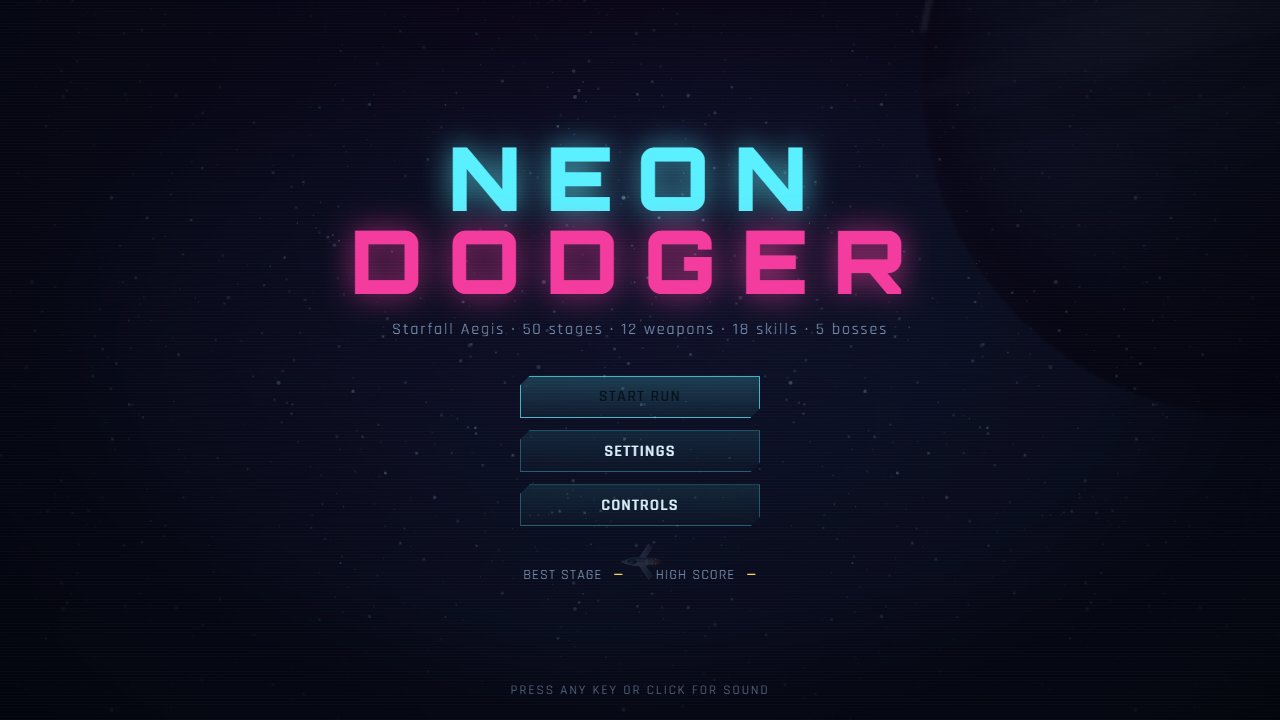 NEON
DODGER
Starfall Aegis · 50 stages · 12 weapons · 18 skills · 5 bosses
START RUN
SETTINGS
CONTROLS
BEST STAGE – HIGH SCORE –
PRESS ANY KEY OR CLICK FOR SOUND